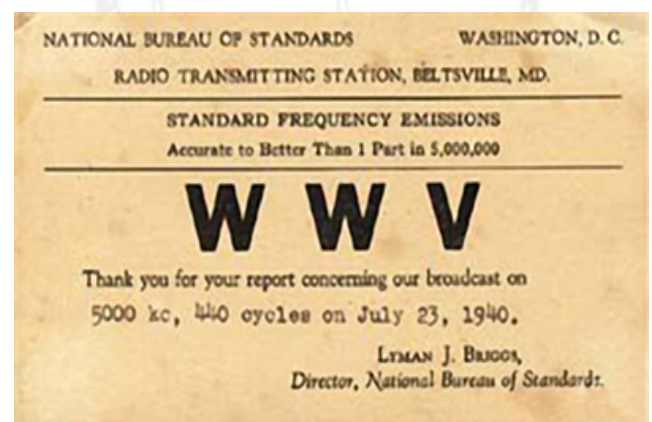 NATIONAL BUREAU OF STANDARDS WASHINGTON, D. C.
RADIO TRANSMITTING STATION, BELTSVILLE, MD.
STANDARD FREQUENCY EMISSIONS
Accurate to Better Than 1 Part in 5,000,000
W W V
Thank you for your report concerning our broadcast on
5000 kc, 440 cycles on July 23, 1940.
LYMAN J. BRIGGS,
Director, National Bureau of Standards.